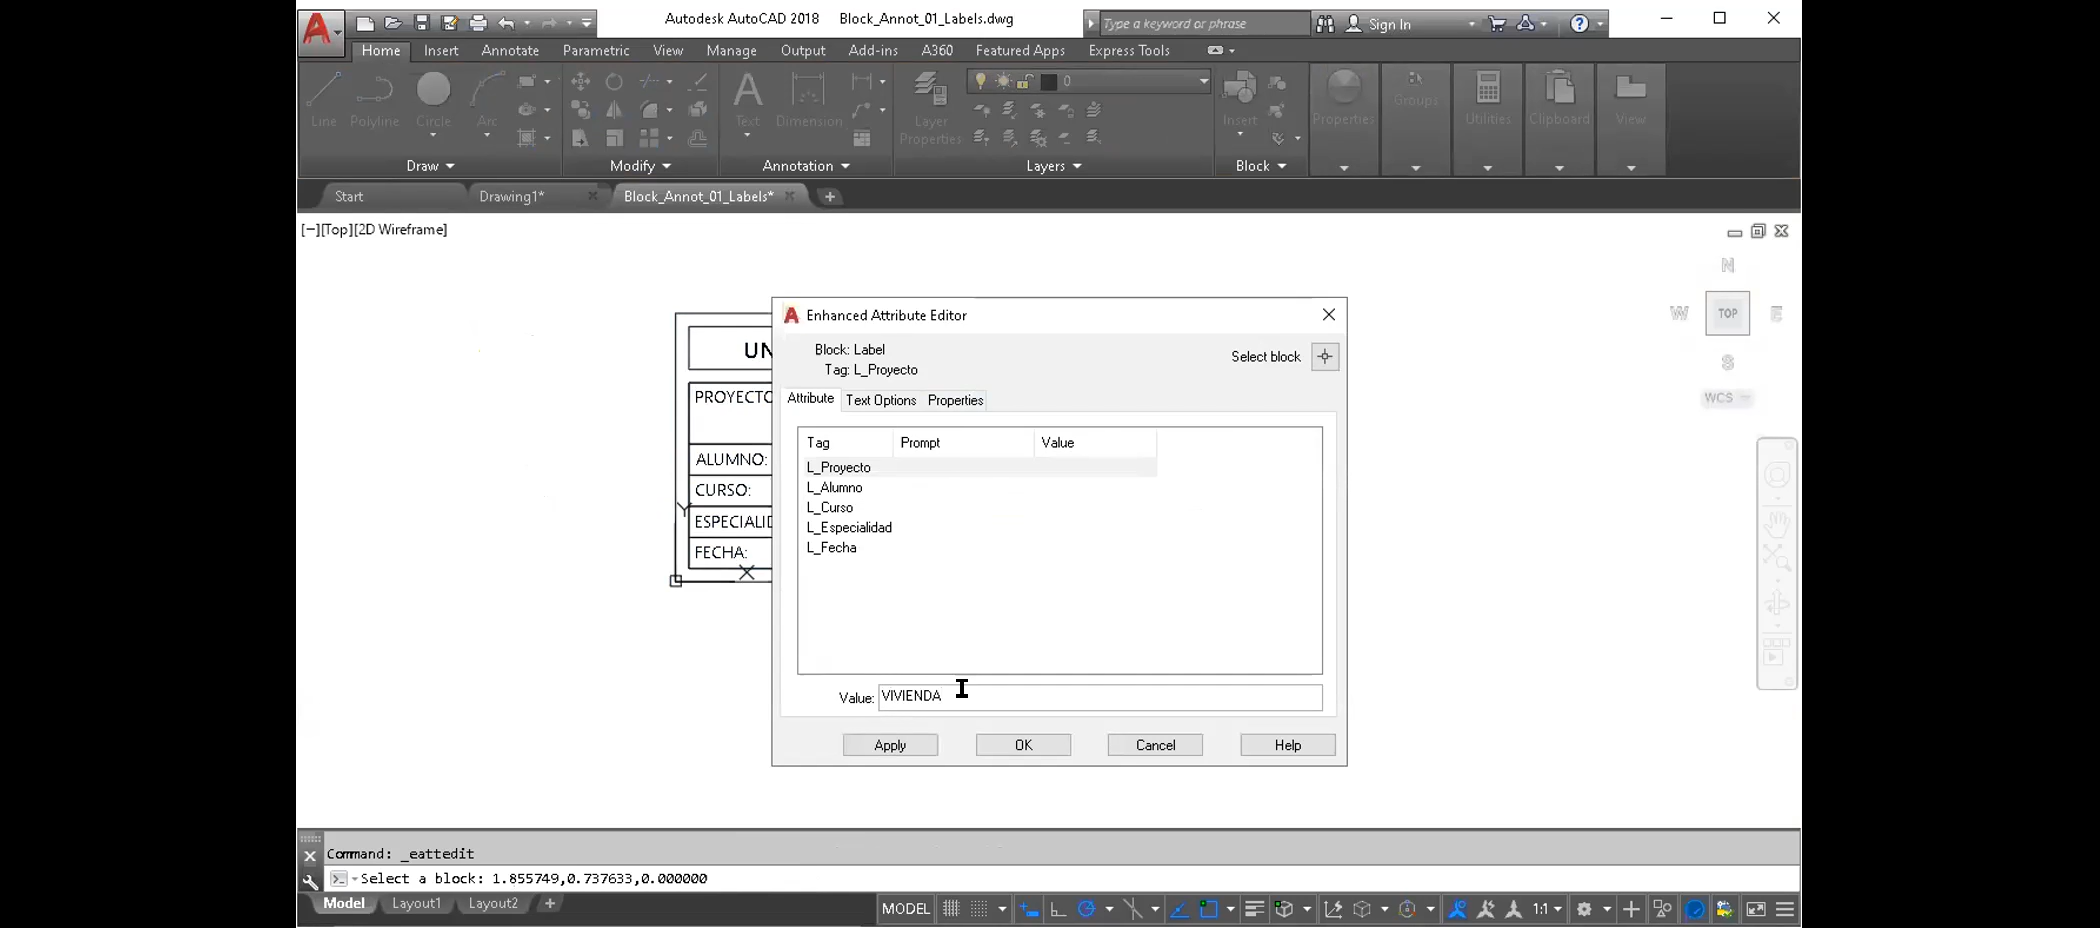 Autodesk AutoCAD 2018 Block_Annot_01_Labels.dwg
Type a keyword or phrase
Sign In
Home Insert Annotate Parametric View Manage Output Add-ins A360 Featured Apps Express Tools
0
Line Polyline Circle Arc
Text Dimension
Layer Properties
Insert
Properties Groups Utilities Clipboard View
Draw Modify Annotation Layers Block
Start Drawing1* Block_Annot_01_Labels*
[−][Top][2D Wireframe]
N
W TOP E
S
WCS
UN
PROYECTO
ALUMNO:
CURSO:
Y
ESPECIALID
FECHA:
X
Enhanced Attribute Editor
Block: Label
Tag: L_Proyecto
Select block
Attribute Text Options Properties
Tag Prompt Value
L_Proyecto
L_Alumno
L_Curso
L_Especialidad
L_Fecha
Value: VIVIENDA
Apply OK Cancel Help
Command: _eattedit
Select a block: 1.855749,0.737633,0.000000
Model Layout1 Layout2
MODEL 1:1